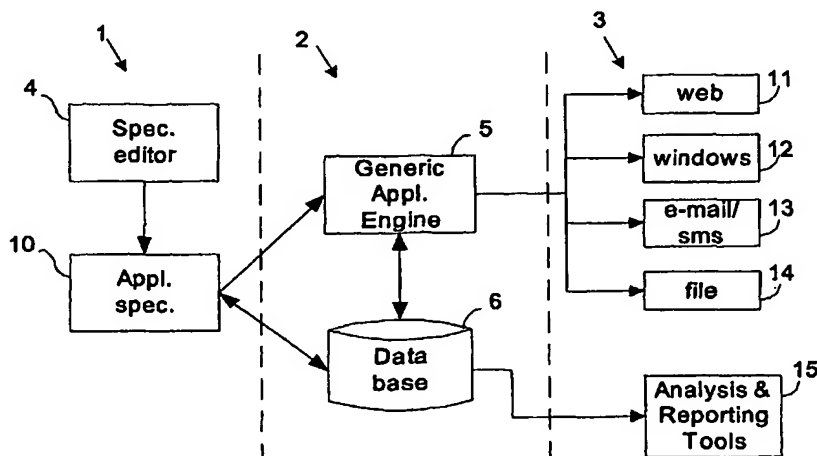 1
2
3
4
Spec.
editor
10
Appl.
spec.
5
Generic
Appl.
Engine
6
Data
base
web
11
windows
12
e-mail/
sms
13
file
14
15
Analysis &
Reporting
Tools